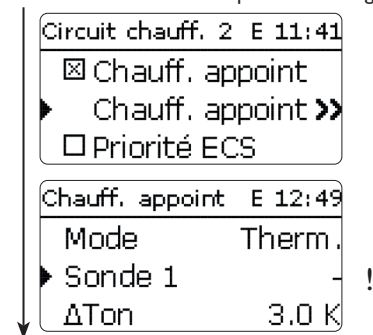 Circuit chauff. 2 E 11:41
☒ Chauff. appoint
Chauff. appoint »
☐ Priorité ECS
Chauff. appoint E 12:49
Mode Therm.
Sonde 1 - !
ΔTon 3.0 K